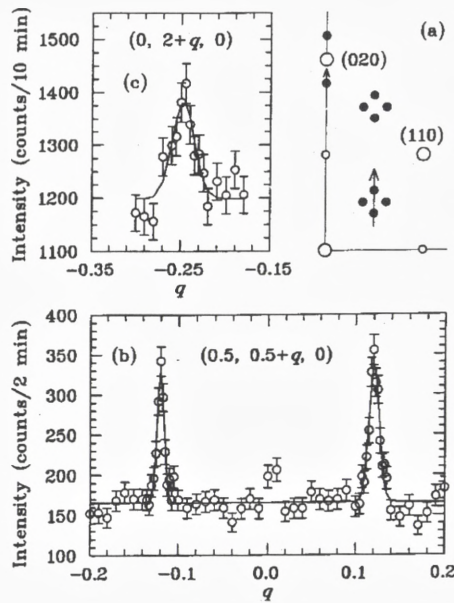 1500
1400
1300
1200
1100
Intensity (counts/10 min)
(0, 2+q, 0)
(c)
-0.35
-0.25
-0.15
q
(a)
(020)
(110)
400
350
300
250
200
150
100
Intensity (counts/2 min)
(b)
(0.5, 0.5+q, 0)
-0.2
-0.1
0.0
0.1
0.2
q